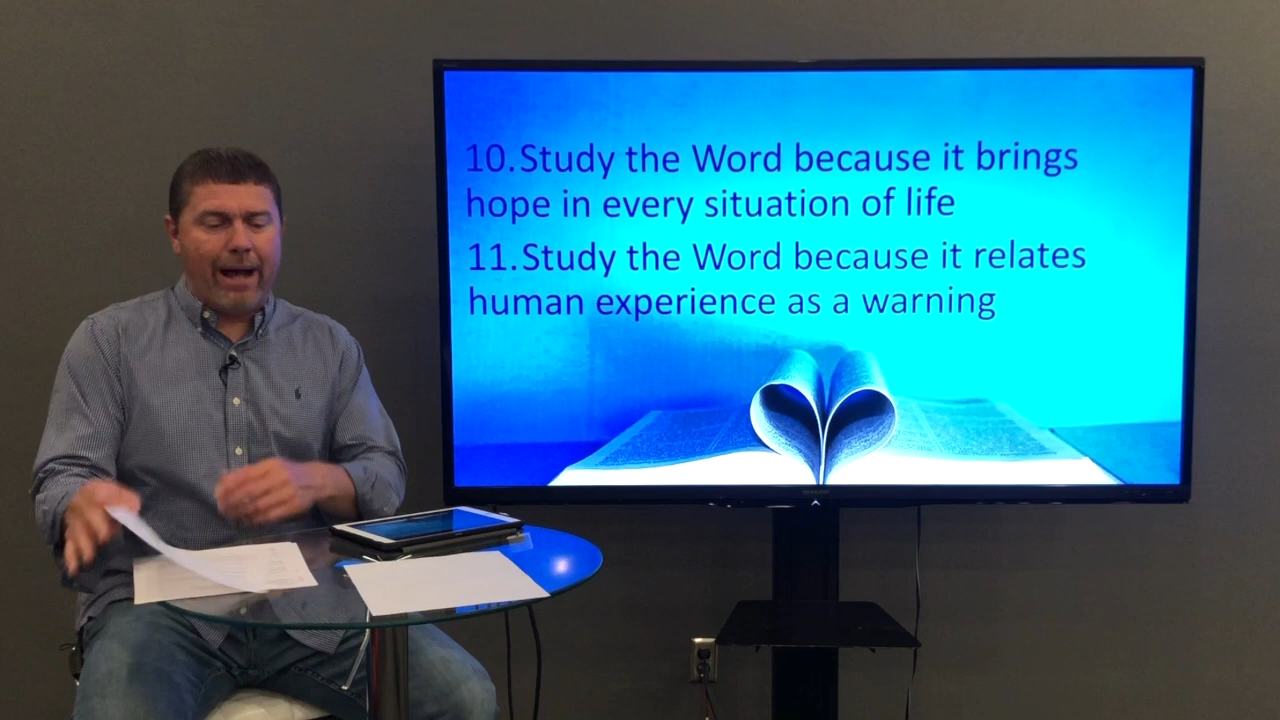 10. Study the Word because it brings
hope in every situation of life
11. Study the Word because it relates
human experience as a warning